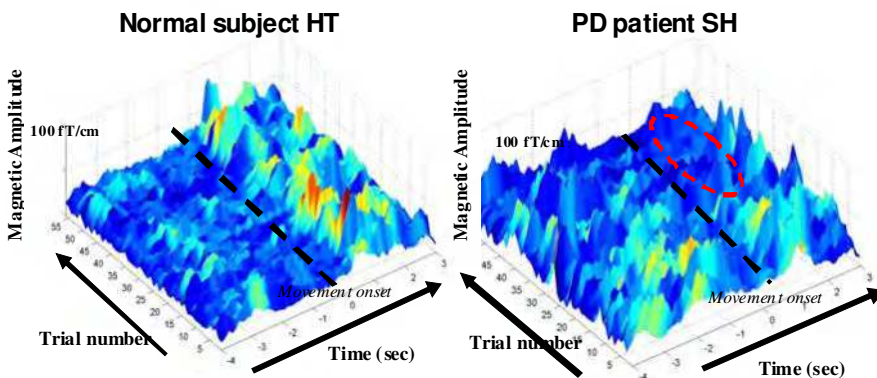 Normal subject HT
PD patient SH
Magnetic Amplitude
100 fT/cm
55
50
45
40
35
30
25
20
15
10
5
Trial number
-4
-3
-2
-1
0
1
2
3
Movement onset
Time (sec)
Magnetic Amplitude
100 fT/cm
45
40
30
20
10
5
Trial number
-4
-3
-2
-1
0
1
2
3
Movement onset
Time (sec)